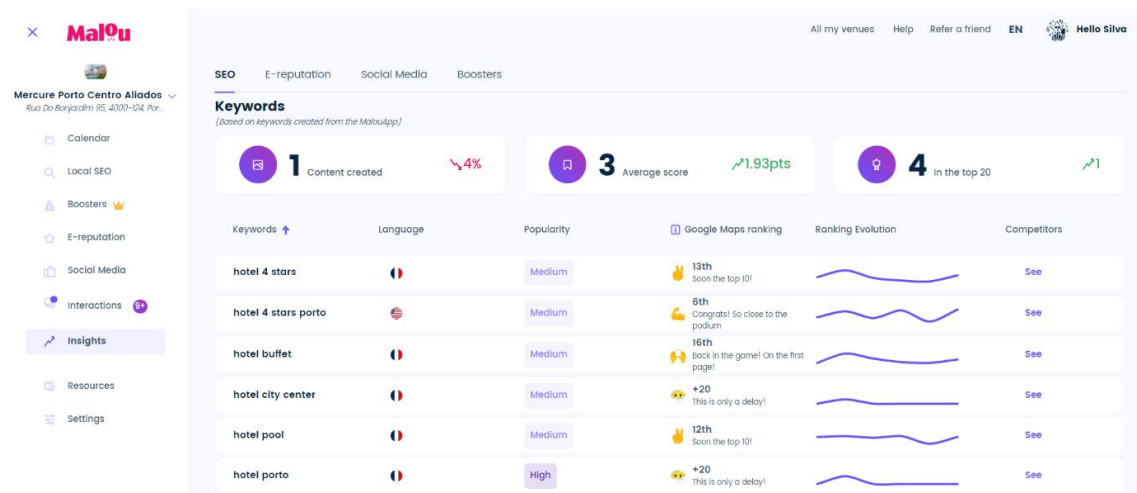 MalOu
All my venues Help Refer a friend EN Hello Silva
Mercure Porto Centro Aliados
Rua Do Bonjardim 95, 4000-124, Por...
Calendar
Local SEO
Boosters
E-reputation
Social Media
Interactions 9+
Insights
Resources
Settings
SEO E-reputation Social Media Boosters
Keywords
(Based on keywords created from the MalouApp)
1 Content created 4%
3 Average score 1.93pts
4 In the top 20 1
Keywords Language Popularity Google Maps ranking Ranking Evolution Competitors
hotel 4 stars Medium 13th See
Soon the top 10!
hotel 4 stars porto Medium 6th See
Congrats! So close to the
podium
hotel buffet Medium 16th See
Back in the game! On the first
page!
hotel city center Medium +20 See
This is only a delay!
hotel pool Medium 12th See
Soon the top 10!
hotel porto High +20 See
This is only a delay!